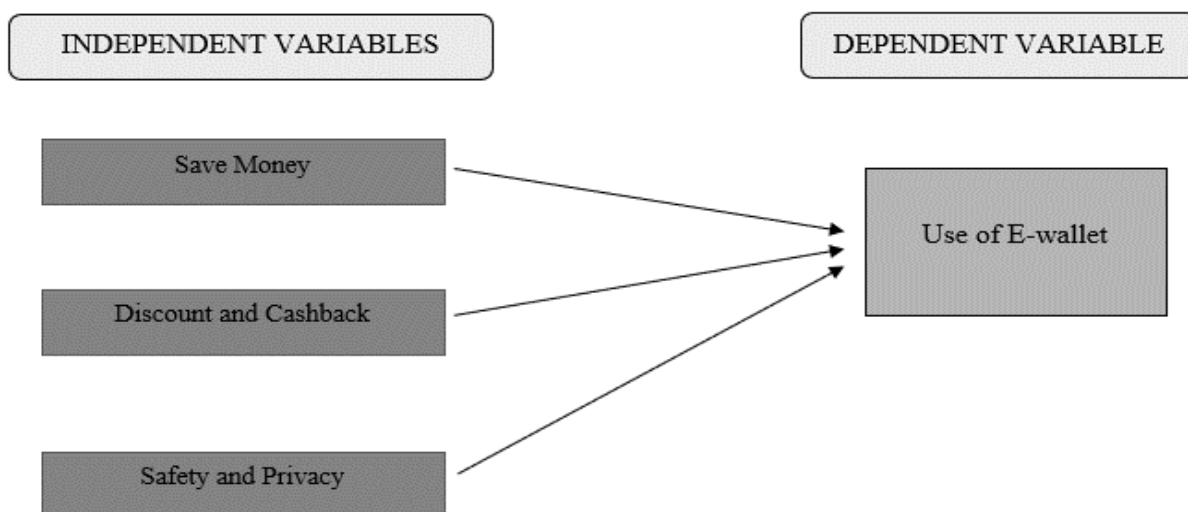 INDEPENDENT VARIABLES
DEPENDENT VARIABLE
Save Money
Use of E-wallet
Discount and Cashback
Safety and Privacy